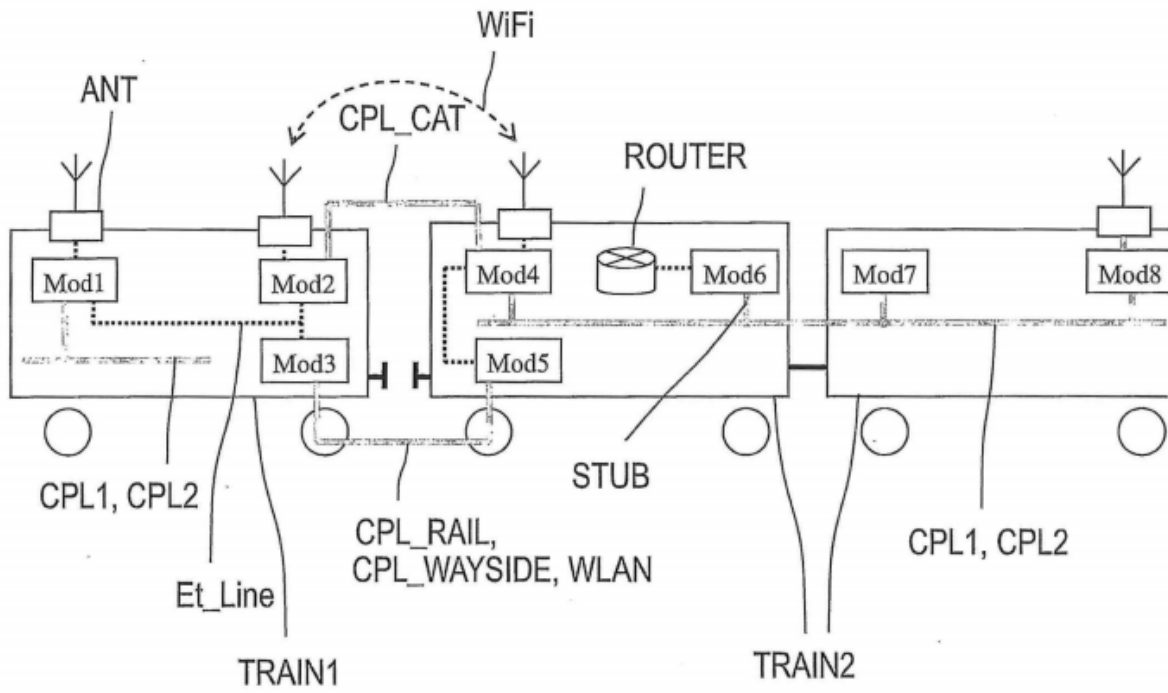 WiFi
ANT
CPL_CAT
ROUTER
Mod1
Mod2
Mod4
Mod6
Mod7
Mod8
Mod3
Mod5
STUB
CPL1, CPL2
CPL_RAIL,
CPL_WAYSIDE, WLAN
CPL1, CPL2
Et_Line
TRAIN1
TRAIN2